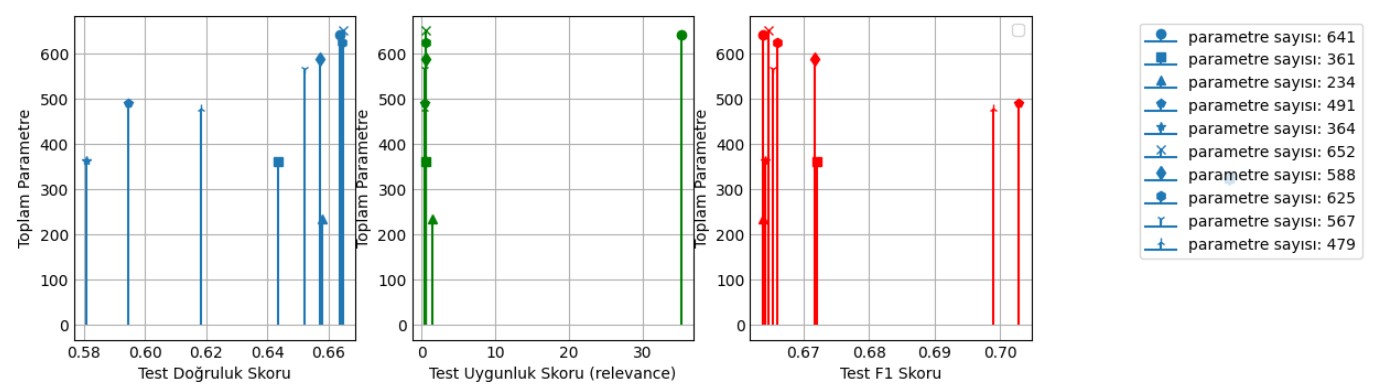 Toplam Parametre
600
500
400
300
200
100
0
0.58 0.60 0.62 0.64 0.66
Test Doğruluk Skoru
Toplam Parametre
600
500
400
300
200
100
0
0 10 20 30
Test Uygunluk Skoru (relevance)
Toplam Parametre
600
500
400
300
200
100
0
0.67 0.68 0.69 0.70
Test F1 Skoru
parametre sayısı: 641
parametre sayısı: 361
parametre sayısı: 234
parametre sayısı: 491
parametre sayısı: 364
parametre sayısı: 652
parametre sayısı: 588
parametre sayısı: 625
parametre sayısı: 567
parametre sayısı: 479